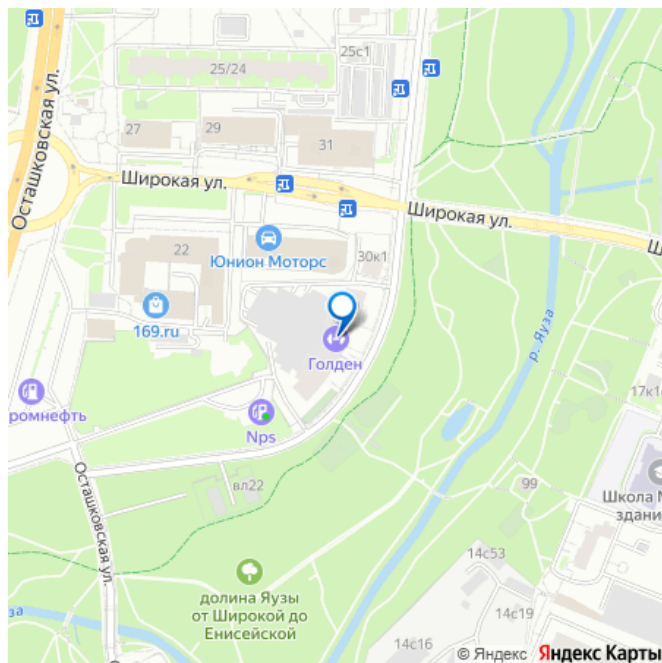 25с1
25/24
Осташковская ул.
27
29
31
Широкая ул.
Широкая ул.
22
Юнион Моторс
30к1
169.ru
Голден
р. Яуза
17к1
ромнефть
Nps
Осташковская ул.
вл22
99
Школа №
здани
14с53
долина Яузы
от Широкой до
Енисейской
14с19
14с16
за
© Яндекс Яндекс Карты